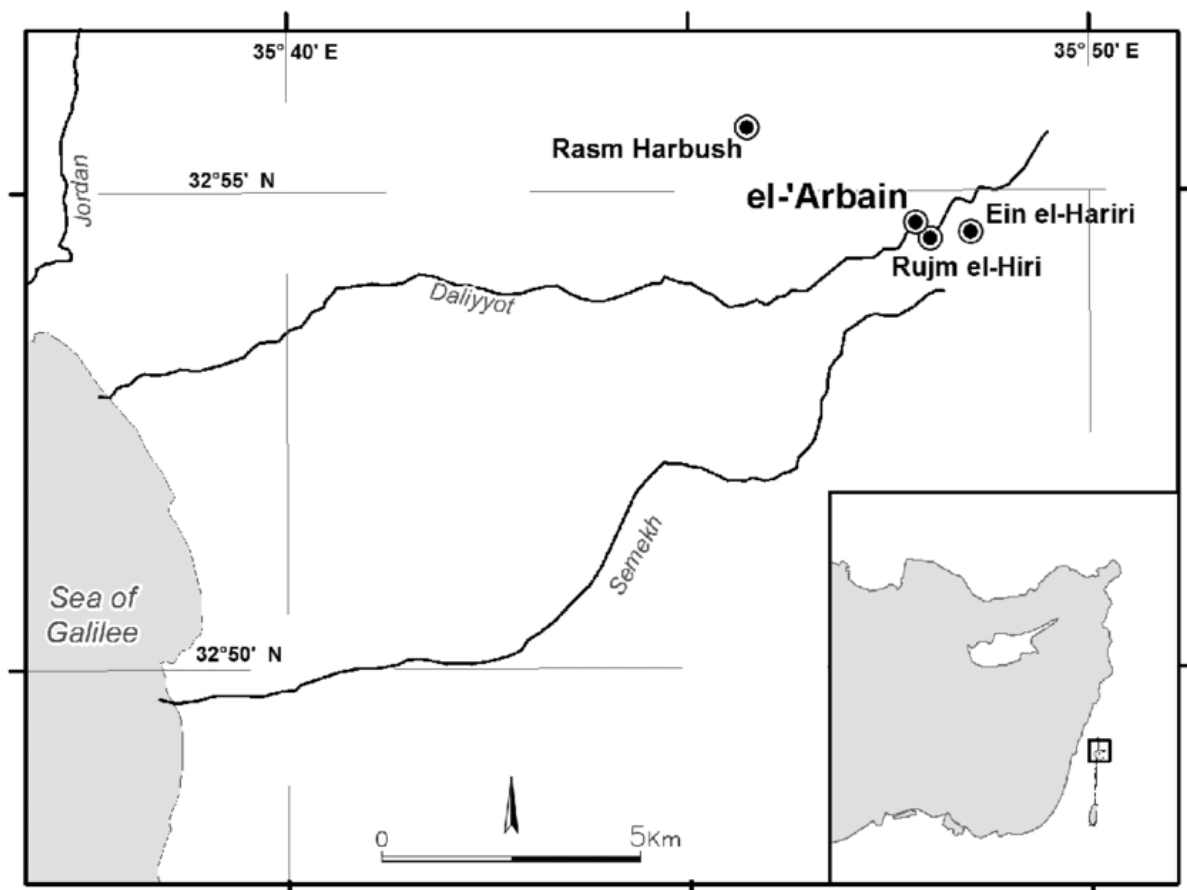 35° 40' E
35° 50' E
Jordan
Rasm Harbush
32° 55' N
el-'Arbain
Ein el-Hariri
Rujm el-Hiri
Daliyyot
Semekh
Sea of
Galilee
32° 50' N
0
5Km